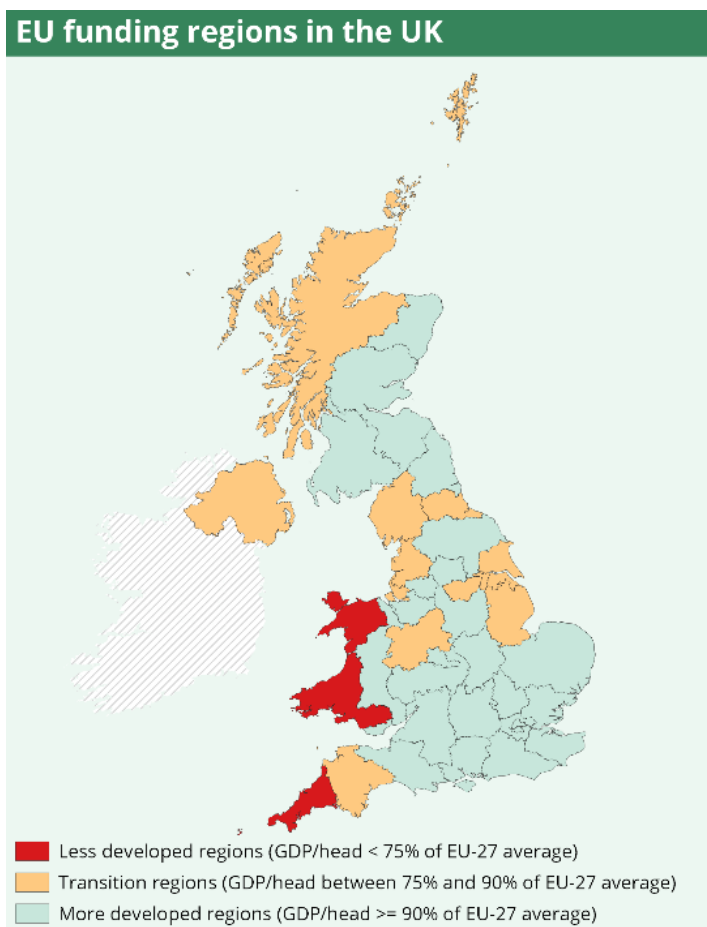 EU funding regions in the UK
Less developed regions (GDP/head < 75% of EU-27 average)
Transition regions (GDP/head between 75% and 90% of EU-27 average)
More developed regions (GDP/head >= 90% of EU-27 average)